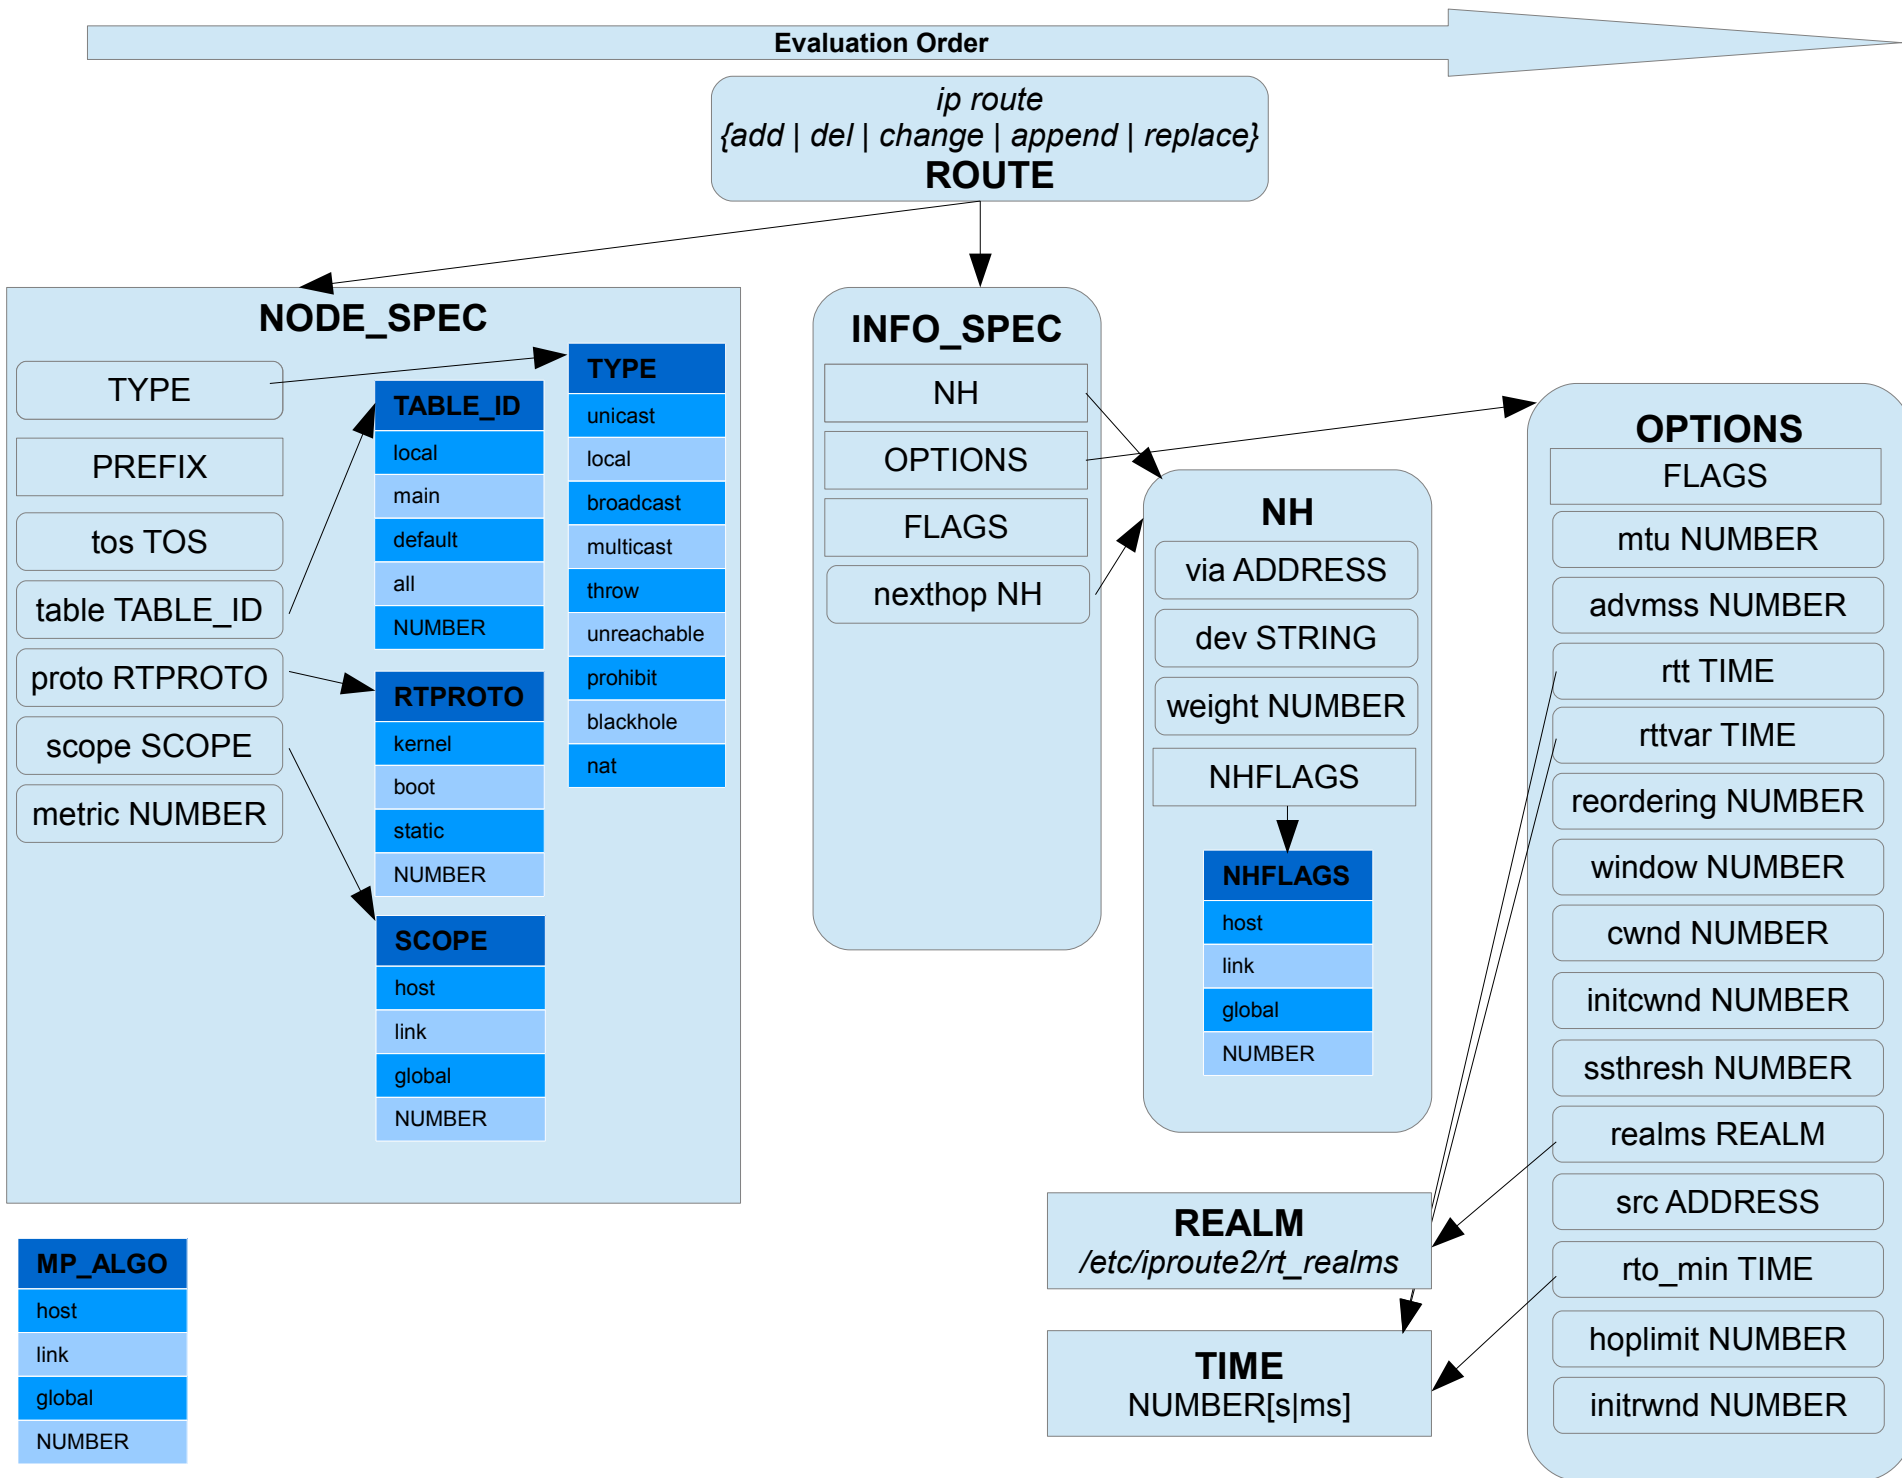 Evaluation Order
ip route
{add | del | change | append | replace}
ROUTE
NODE_SPEC
TYPE
PREFIX
tos TOS
table TABLE_ID
proto RTPROTO
scope SCOPE
metric NUMBER
TABLE_ID
local
main
default
all
NUMBER
RTPROTO
kernel
boot
static
NUMBER
SCOPE
host
link
global
NUMBER
TYPE
unicast
local
broadcast
multicast
throw
unreachable
prohibit
blackhole
nat
INFO_SPEC
NH
OPTIONS
FLAGS
nexthop NH
NH
via ADDRESS
dev STRING
weight NUMBER
NHFLAGS
NHFLAGS
host
link
global
NUMBER
OPTIONS
FLAGS
mtu NUMBER
advmss NUMBER
rtt TIME
rttvar TIME
reordering NUMBER
window NUMBER
cwnd NUMBER
initcwnd NUMBER
ssthresh NUMBER
realms REALM
src ADDRESS
rto_min TIME
hoplimit NUMBER
initrwnd NUMBER
REALM
/etc/iproute2/rt_realms
TIME
NUMBER[s|ms]
MP_ALGO
host
link
global
NUMBER